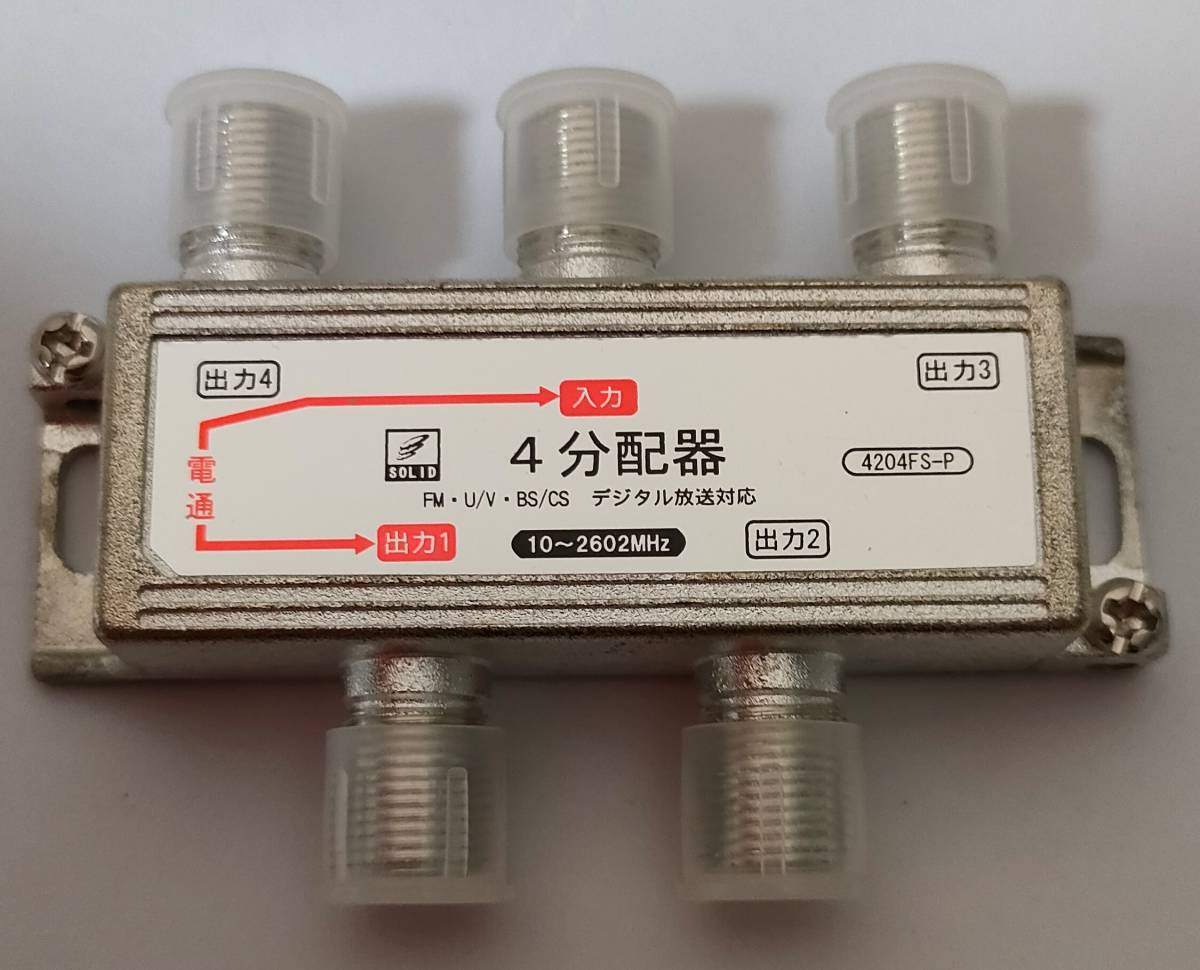 出力4
出力3
入力
SOLID
4分配器
4204FS-P
電通
FM・U/V・BS/CS デジタル放送対応
出力1
10～2602MHz
出力2